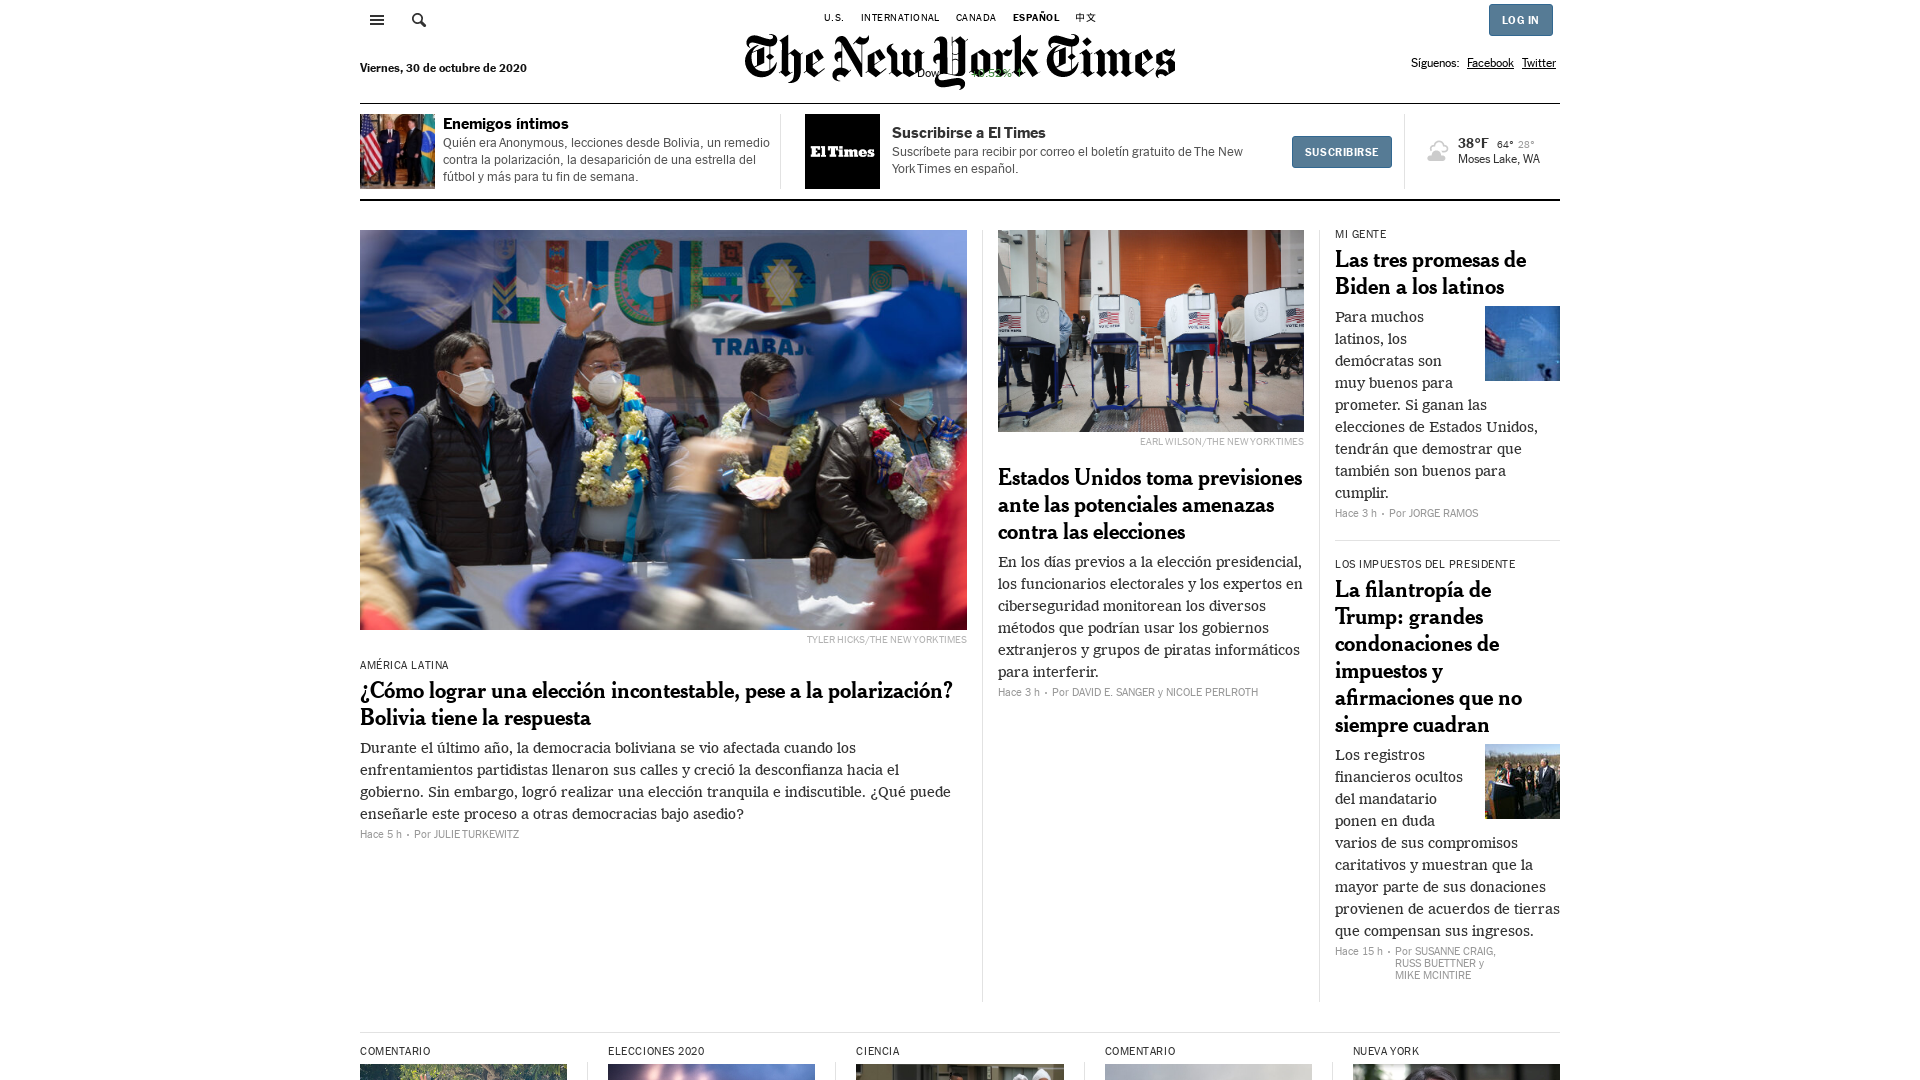 U.S.
INTERNATIONAL
CANADA
ESPAÑOL
中文
LOG IN
The New York Times
Viernes, 30 de octubre de 2020
Síguenos:
Facebook
Twitter
Enemigos íntimos
Quién era Anonymous, lecciones desde Bolivia, un remedio
contra la polarización, la desaparición de una estrella del
fútbol y más para tu fin de semana.
El Times
Suscribirse a El Times
Suscríbete para recibir por correo el boletín gratuito de The New
York Times en español.
SUSCRIBIRSE
38°F 64° 28°
Moses Lake, WA
LUCHO
TRABAJ
TYLER HICKS/THE NEW YORK TIMES
AMÉRICA LATINA
¿Cómo lograr una elección incontestable, pese a la polarización?
Bolivia tiene la respuesta
Durante el último año, la democracia boliviana se vio afectada cuando los
enfrentamientos partidistas llenaron sus calles y creció la desconfianza hacia el
gobierno. Sin embargo, logró realizar una elección tranquila e indiscutible. ¿Qué puede
enseñarle este proceso a otras democracias bajo asedio?
Hace 5 h • Por JULIE TURKEWITZ
VOTE HERE
VOTE HERE
VOTE HERE
EARL WILSON/THE NEW YORK TIMES
Estados Unidos toma previsiones
ante las potenciales amenazas
contra las elecciones
En los días previos a la elección presidencial,
los funcionarios electorales y los expertos en
ciberseguridad monitorean los diversos
métodos que podrían usar los gobiernos
extranjeros y grupos de piratas informáticos
para interferir.
Hace 3 h • Por DAVID E. SANGER y NICOLE PERLROTH
MI GENTE
Las tres promesas de
Biden a los latinos
Para muchos
latinos, los
demócratas son
muy buenos para
prometer. Si ganan las
elecciones de Estados Unidos,
tendrán que demostrar que
también son buenos para
cumplir.
Hace 3 h • Por JORGE RAMOS
LOS IMPUESTOS DEL PRESIDENTE
La filantropía de
Trump: grandes
condonaciones de
impuestos y
afirmaciones que no
siempre cuadran
Los registros
financieros ocultos
del mandatario
ponen en duda
varios de sus compromisos
caritativos y muestran que la
mayor parte de sus donaciones
provienen de acuerdos de tierras
que compensan sus ingresos.
Hace 15 h • Por SUSANNE CRAIG,
RUSS BUETTNER y
MIKE MCINTIRE
COMENTARIO
ELECCIONES 2020
CIENCIA
COMENTARIO
NUEVA YORK